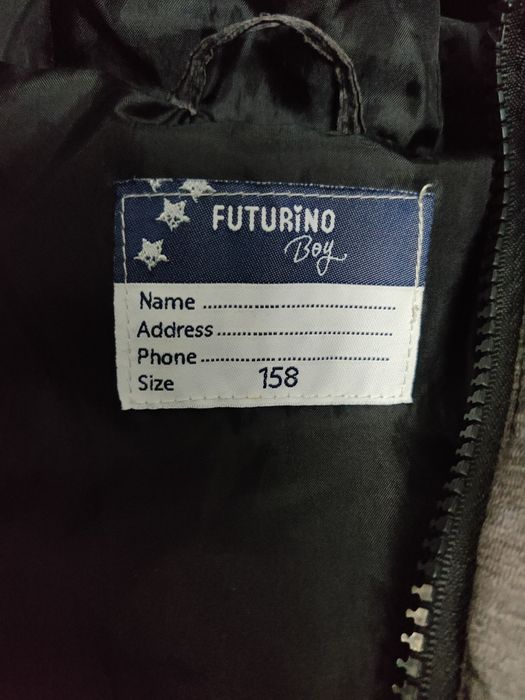 FUTURiNO
Boy
Name ........................................
Address .....................................
Phone ........................................
Size 158